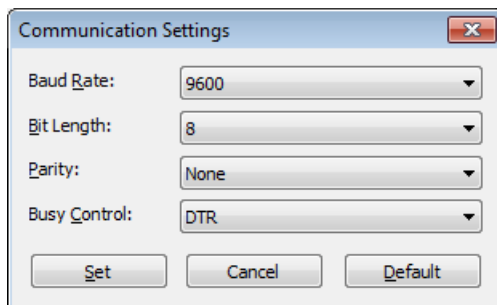 Communication Settings
Baud Rate: 9600
Bit Length: 8
Parity: None
Busy Control: DTR
Set Cancel Default